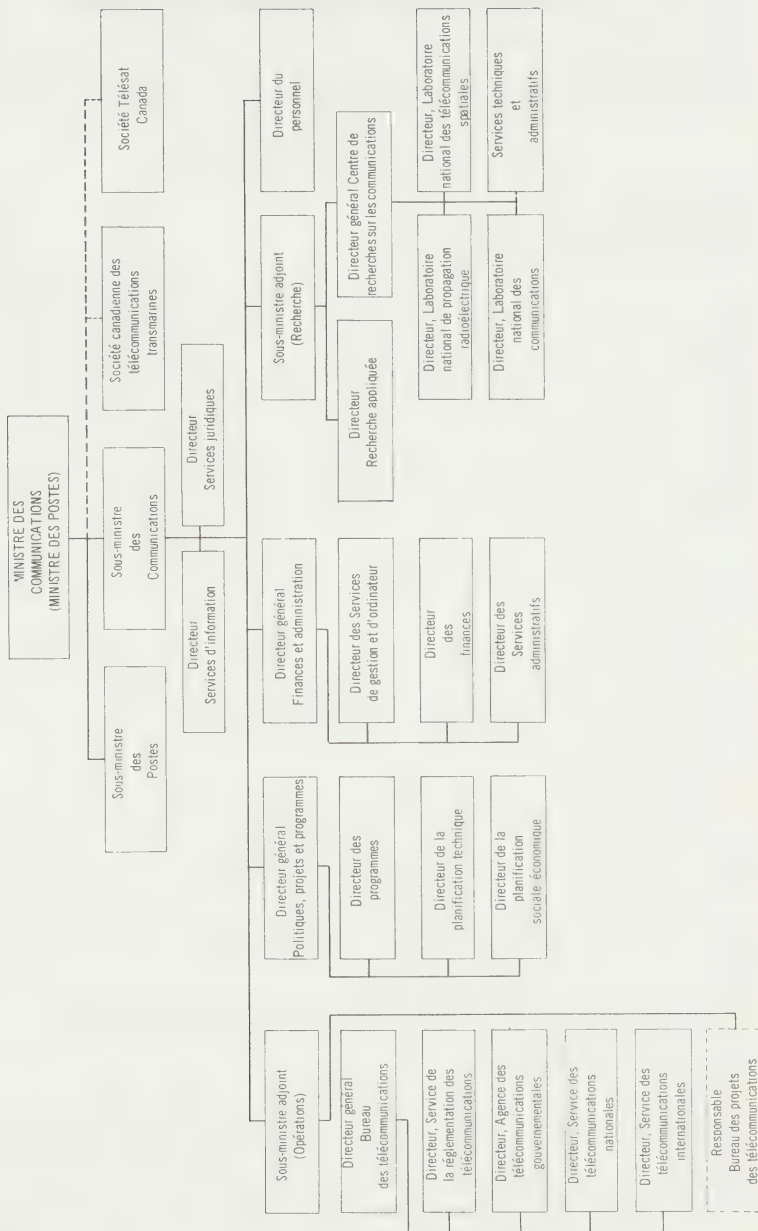 MINISTRE DES
COMMUNICATIONS
(MINISTRE DES POSTES)
Sous-ministre
des
Postes
Sous-ministre
des
Communications
Société canadienne des
télécommunications
transmarines
Société Télésat
Canada
Directeur
Services d'information
Directeur
Services juridiques
Sous-ministre adjoint
(Opérations)
Directeur général
Politiques, projets et programmes
Directeur général
Finances et administration
Sous-ministre adjoint
(Recherche)
Directeur du
personnel
Directeur général
Bureau
des télécommunications
Directeur, Service de
la réglementation des
télécommunications
Directeur, Agence des
télécommunications
gouvernementales
Directeur, Service des
télécommunications
nationales
Directeur, Service des
télécommunications
internationales
Responsable
Bureau des projets
des télécommunications
Directeur des
programmes
Directeur de la
planification technique
Directeur de la
planification
sociale économique
Directeur des Services
de gestion et d'ordinateur
Directeur
des
finances
Directeur des
Services
administratifs
Directeur
Recherche appliquée
Directeur général Centre de
recherches sur les communications
Directeur, Laboratoire
national de propagation
radioélectrique
Directeur, Laboratoire
national des télécommunications
spatiales
Directeur, Laboratoire
national des
communications
Services techniques
et
administratifs